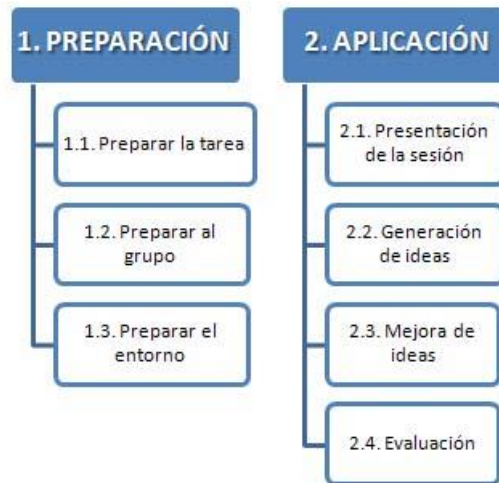 1. PREPARACIÓN
1.1. Preparar la tarea
1.2. Preparar al
grupo
1.3. Preparar el
entorno
2. APLICACIÓN
2.1. Presentación
de la sesión
2.2. Generación
de ideas
2.3. Mejora de
ideas
2.4. Evaluación